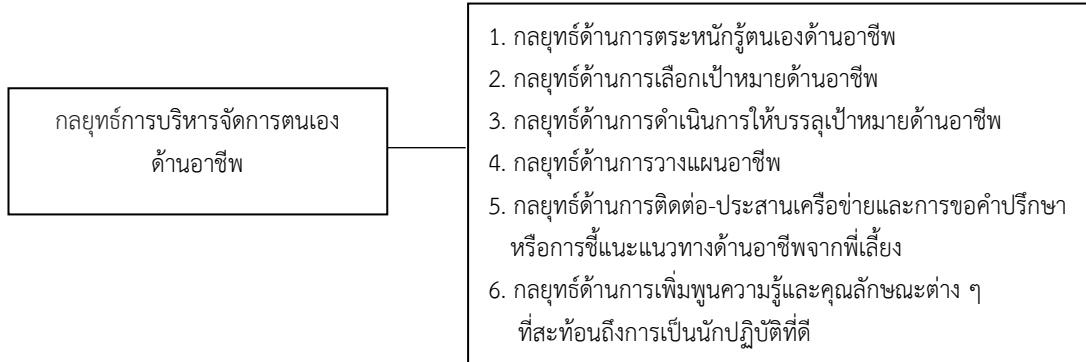 กลยุทธ์การบริหารจัดการตนเอง
ด้านอาชีพ
1. กลยุทธ์ด้านการตระหนักรู้ตนเองด้านอาชีพ
2. กลยุทธ์ด้านการเลือกเป้าหมายด้านอาชีพ
3. กลยุทธ์ด้านการดำเนินการให้บรรลุเป้าหมายด้านอาชีพ
4. กลยุทธ์ด้านการวางแผนอาชีพ
5. กลยุทธ์ด้านการติดต่อ-ประสานเครือข่ายและการขอคำปรึกษา
หรือการชี้แนะแนวทางด้านอาชีพจากพี่เลี้ยง
6. กลยุทธ์ด้านการเพิ่มพูนความรู้และคุณลักษณะต่าง ๆ
ที่สะท้อนถึงการเป็นนักปฏิบัติที่ดี